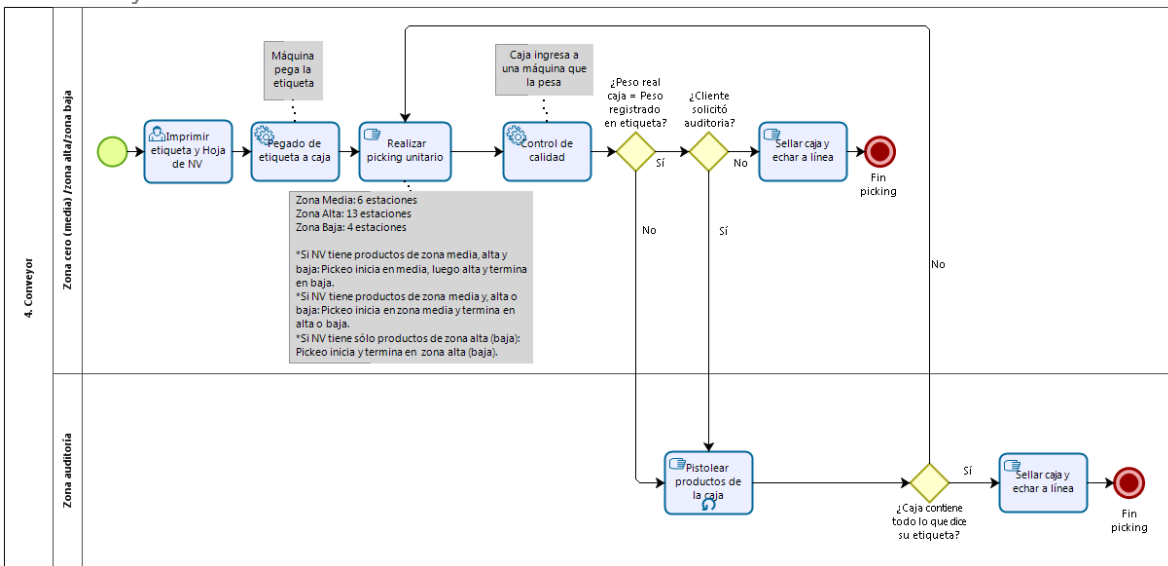 4. Conveyor
Zona cero (media) /zona alta/zona baja
Máquina
pega la
etiqueta
Caja ingresa a
una máquina que
la pesa
¿Peso real
caja = Peso
registrado
en etiqueta?
¿Cliente
solicitó
auditoria?
Imprimir
etiqueta y Hoja
de NV
Pegado de
etiqueta a caja
Realizar
picking unitario
Control de
calidad
Sí
No
Sellar caja y
echar a línea
Fin
picking
Zona Media: 6 estaciones
Zona Alta: 13 estaciones
Zona Baja: 4 estaciones
*Si NV tiene productos de zona media, alta y
baja: Pickeo inicia en media, luego alta y termina
en baja.
*Si NV tiene productos de zona media y, alta o
baja: Pickeo inicia en zona media y termina en
alta o baja.
*Si NV tiene sólo productos de zona alta (baja):
Pickeo inicia y termina en zona alta (baja).
No
Sí
No
Zona auditoría
Pistolear
productos de
la caja
¿Caja contiene
todo lo que dice
su etiqueta?
Sí
Sellar caja y
echar a línea
Fin
picking